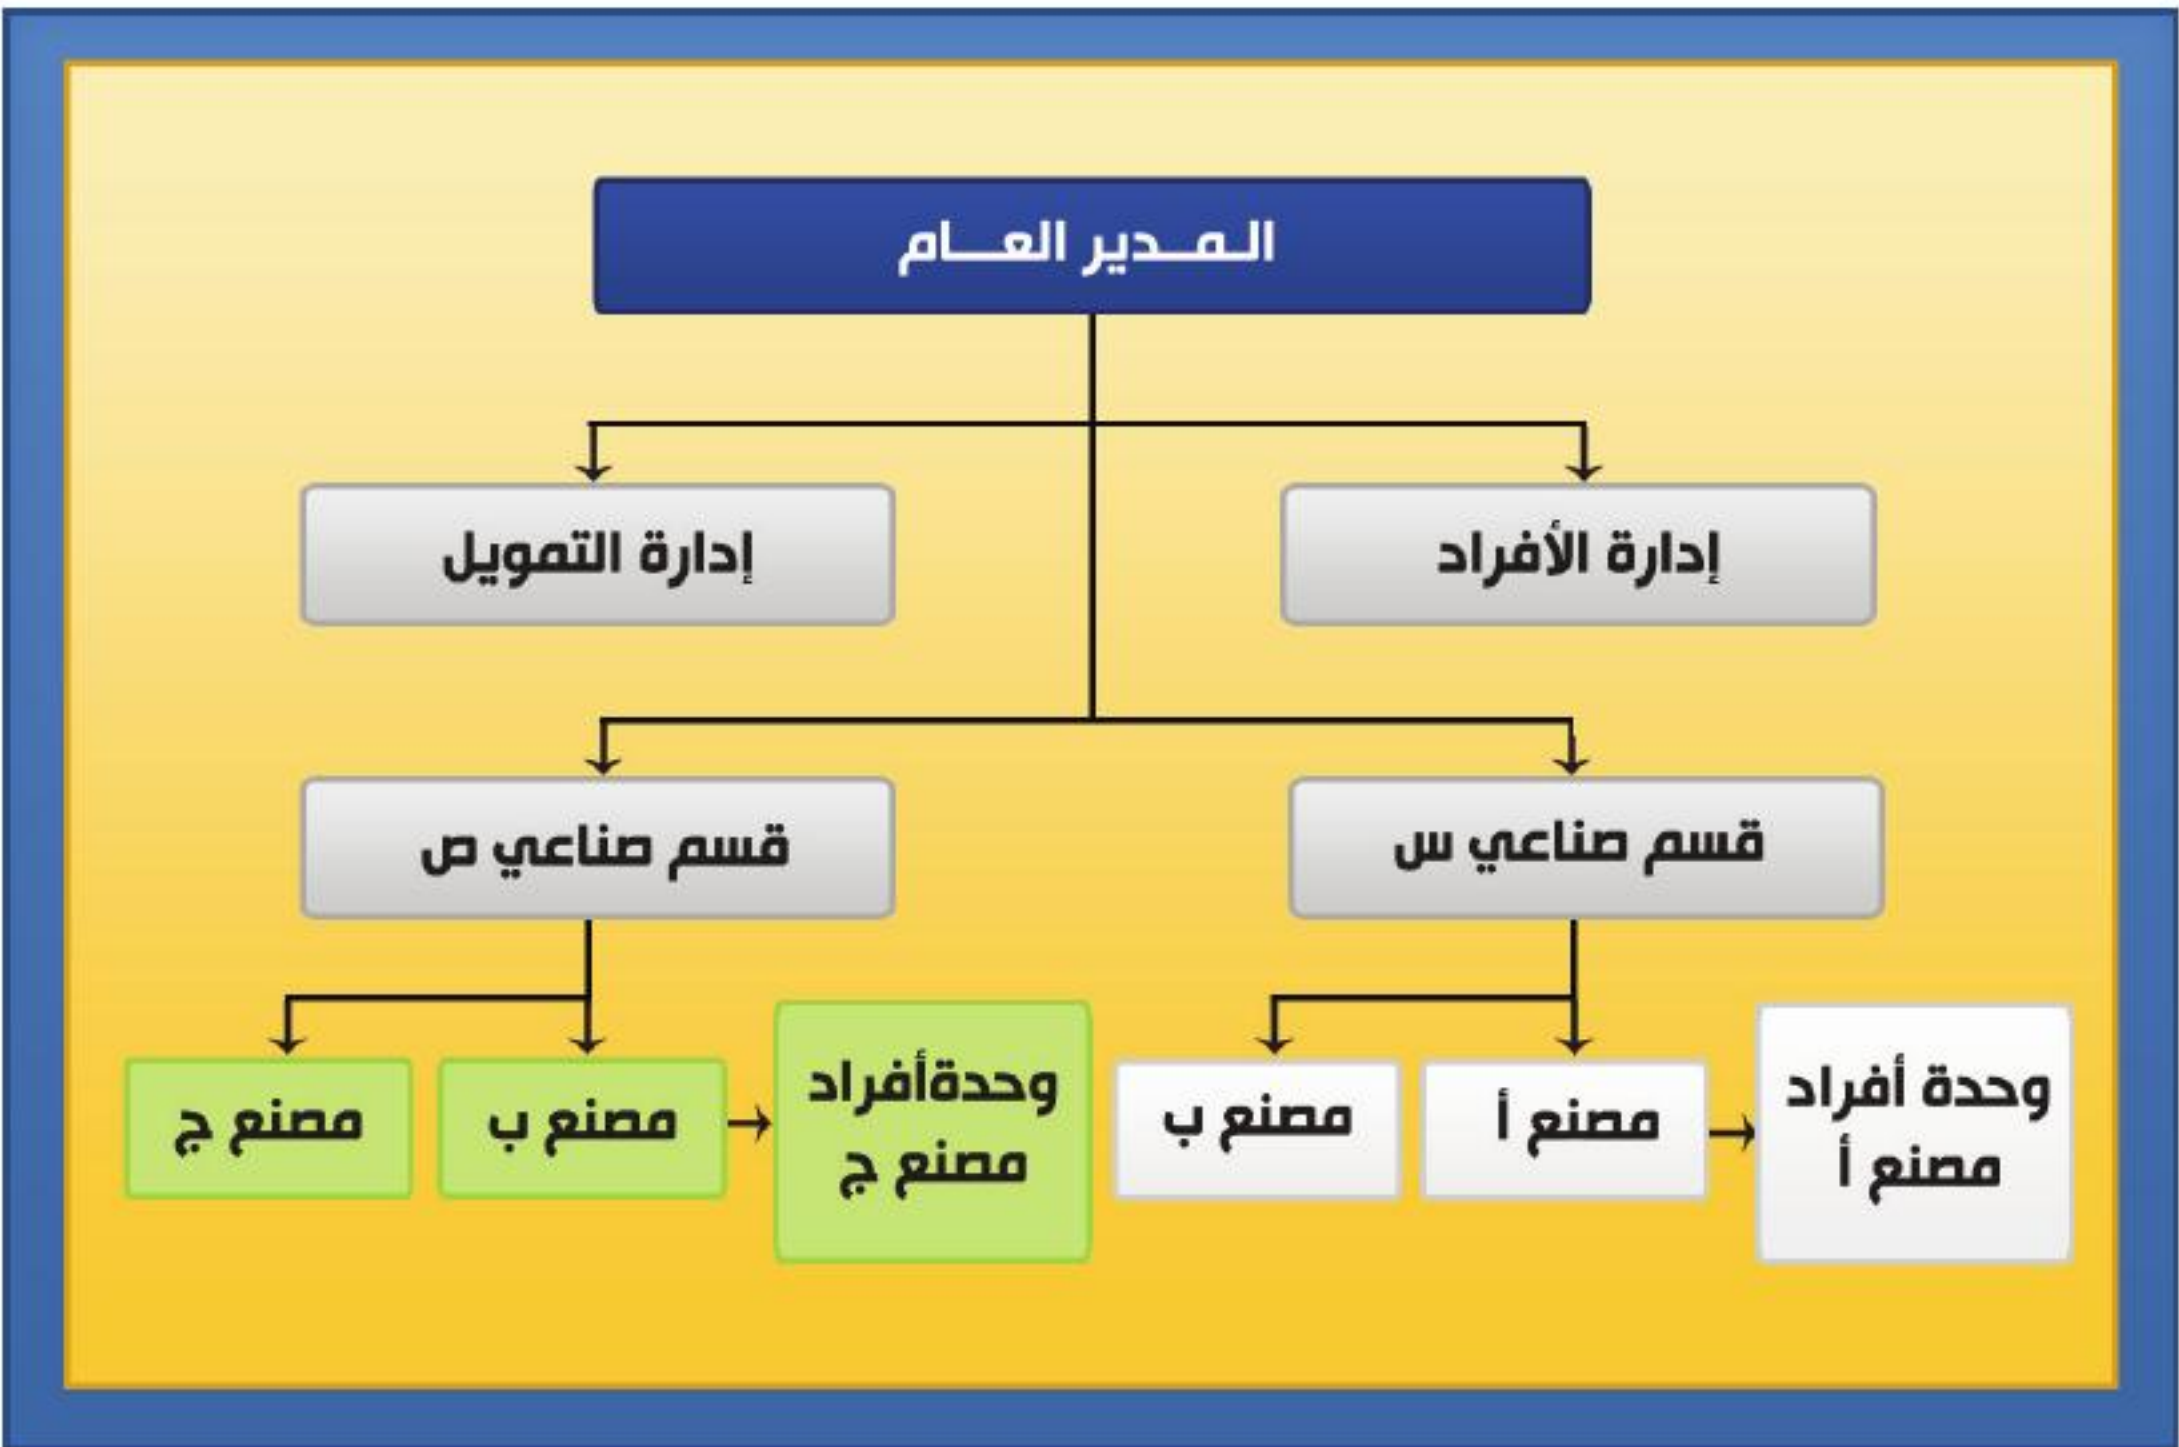 المدير العام
إدارة الأفراد
إدارة التمويل
قسم صناعي س
قسم صناعي ص
وحدة أفراد
مصنع أ
مصنع أ
مصنع ب
وحدةأفراد
مصنع ج
مصنع ب
مصنع ج